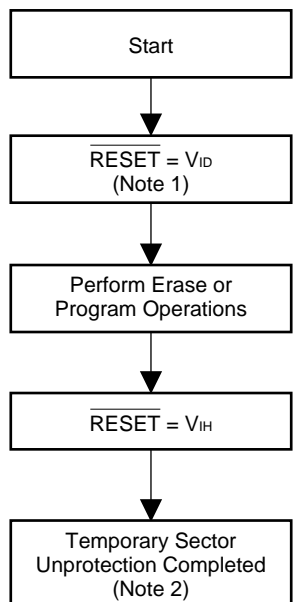 Start
RESET = VID
(Note 1)
Perform Erase or
Program Operations
RESET = VIH
Temporary Sector
Unprotection Completed
(Note 2)